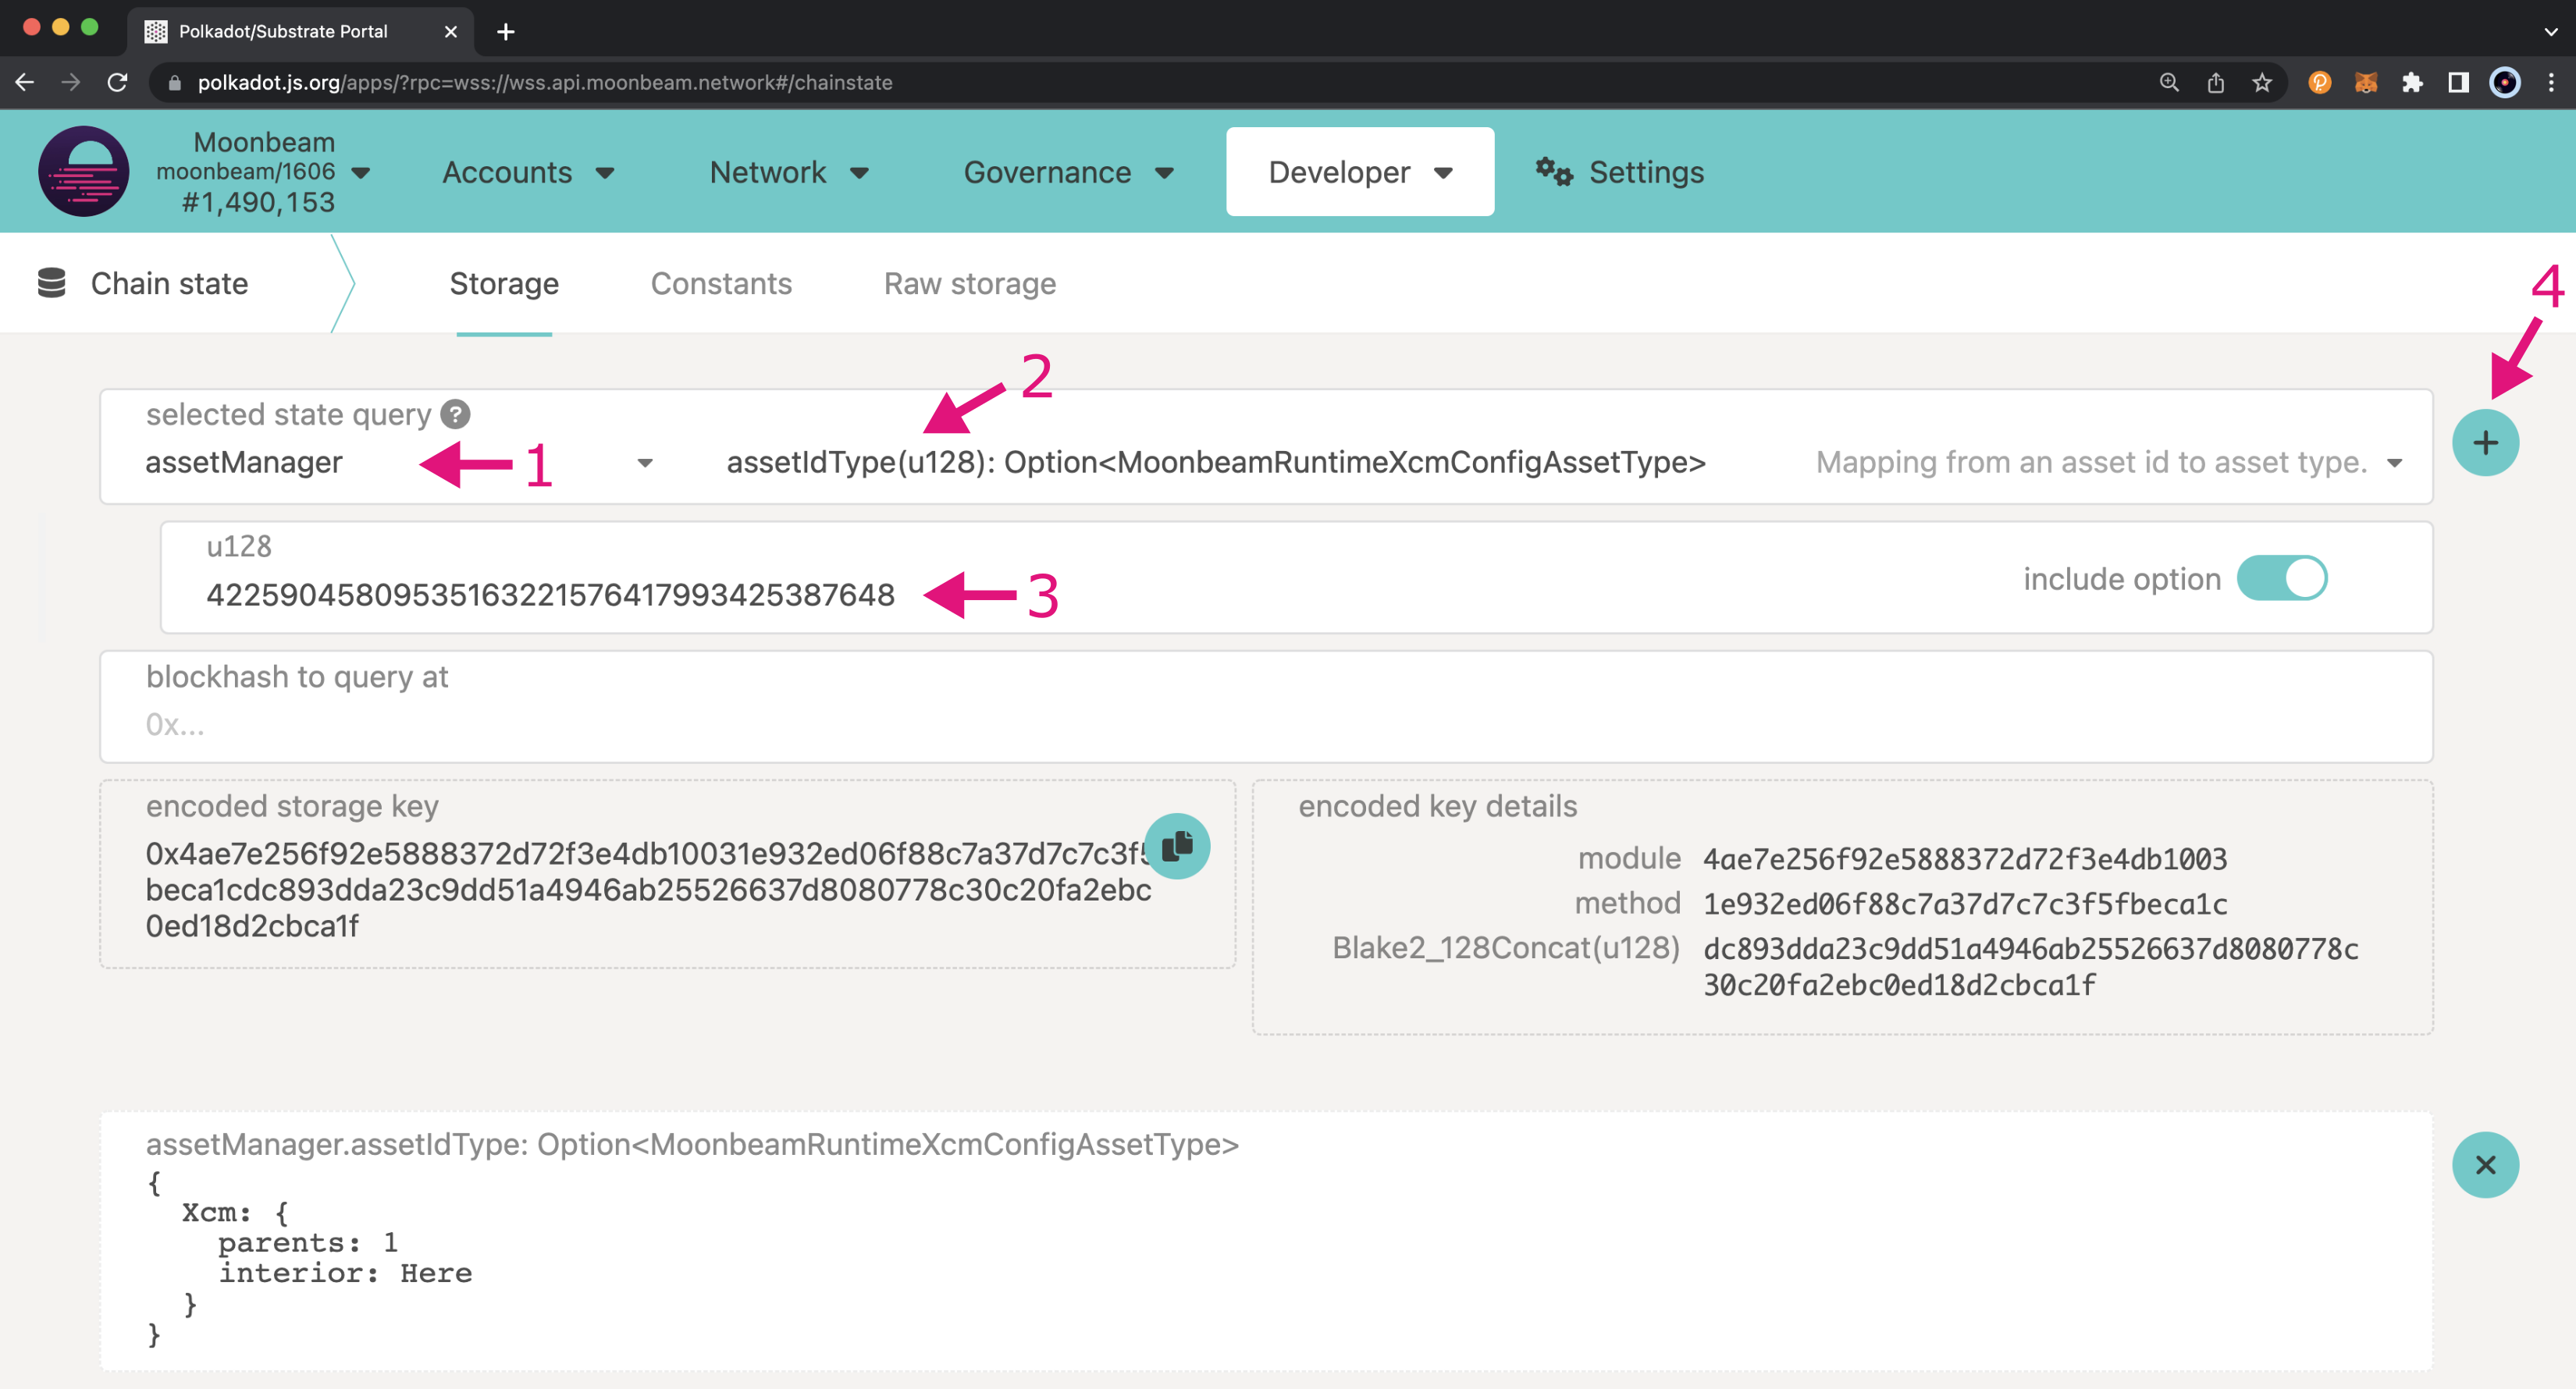 Polkadot/Substrate Portal
polkadot.js.org/apps/?rpc=wss://wss.api.moonbeam.network#/chainstate
Moonbeam
moonbeam/1606
#1,490,153
Accounts
Network
Governance
Developer
Settings
Chain state
Storage
Constants
Raw storage
4
2
selected state query ?
assetManager
1
assetIdType(u128): Option<MoonbeamRuntimeXcmConfigAssetType>
Mapping from an asset id to asset type.
u128
42259045809535163221576417993425387648
3
include option
blockhash to query at
0x...
encoded storage key
0x4ae7e256f92e5888372d72f3e4db10031e932ed06f88c7a37d7c7c3f5
beca1cdc893dda23c9dd51a4946ab25526637d8080778c30c20fa2ebc
0ed18d2cbca1f
encoded key details
module 4ae7e256f92e5888372d72f3e4db1003
method 1e932ed06f88c7a37d7c7c3f5fbeca1c
Blake2_128Concat(u128) dc893dda23c9dd51a4946ab25526637d8080778c
30c20fa2ebc0ed18d2cbca1f
assetManager.assetIdType: Option<MoonbeamRuntimeXcmConfigAssetType>
{
Xcm: {
parents: 1
interior: Here
}
}